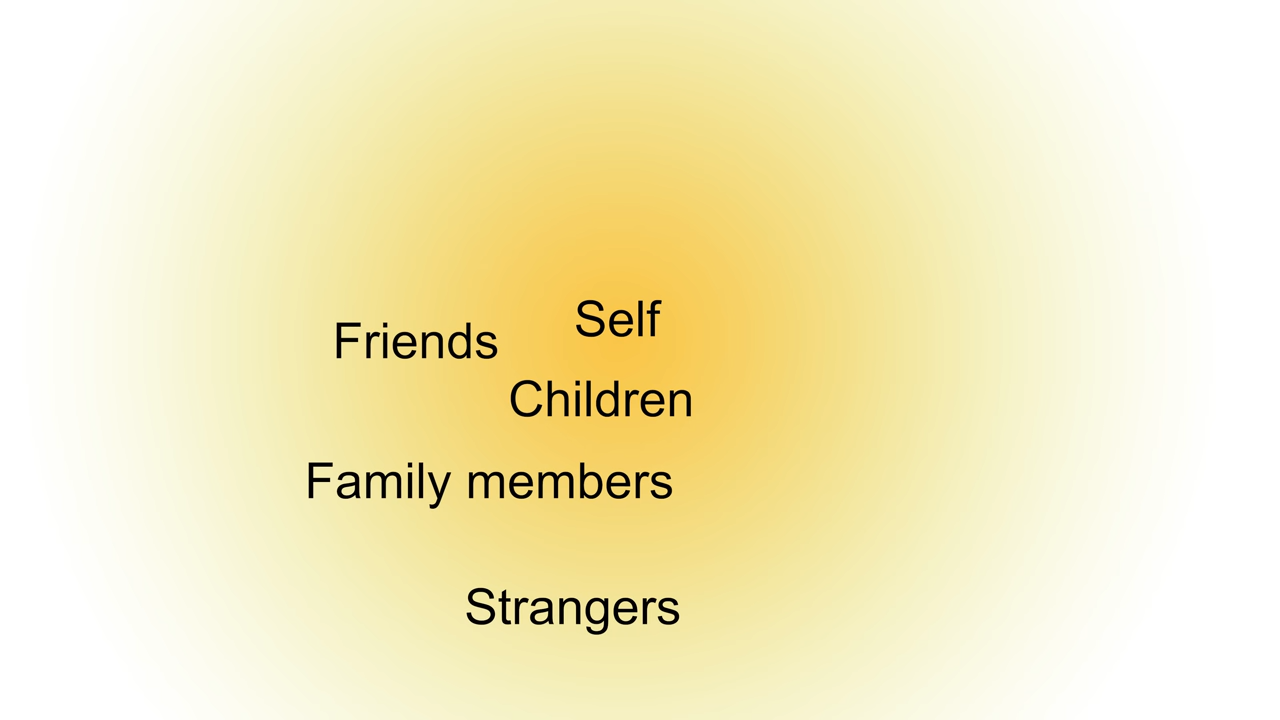 Self
Friends
Children
Family members
Strangers